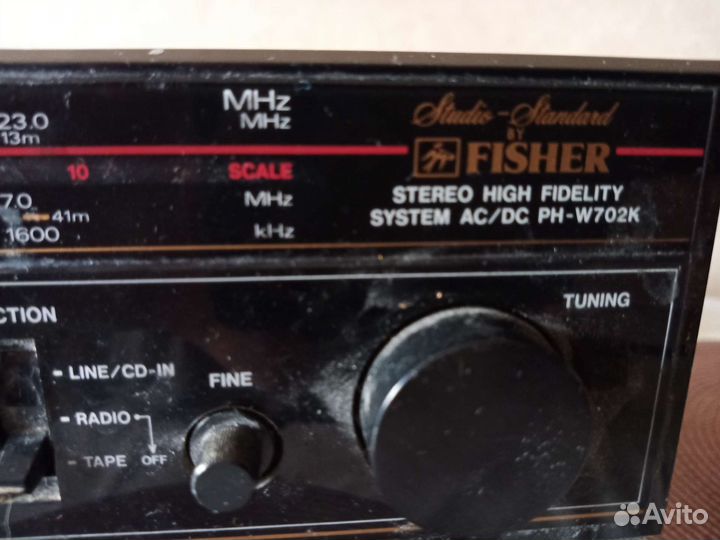 MHz
23.0 MHz
13m
Studio-Standard
BY
FISHER
10 SCALE
7.0 MHz
41m
1600 kHz
STEREO HIGH FIDELITY
SYSTEM AC/DC PH-W702K
CTION
TUNING
- LINE/CD-IN
FINE
- RADIO
- TAPE OFF
Avito